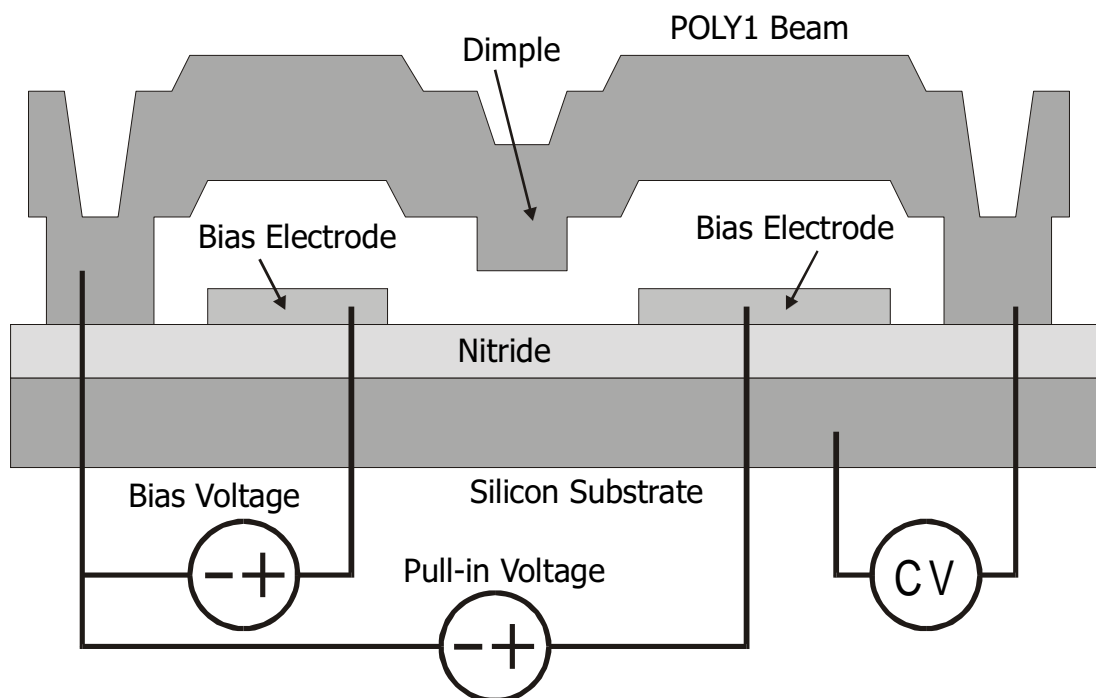 POLY1 Beam
Dimple
Bias Electrode
Bias Electrode
Nitride
Bias Voltage
Silicon Substrate
Pull-in Voltage
- +
CV
- +